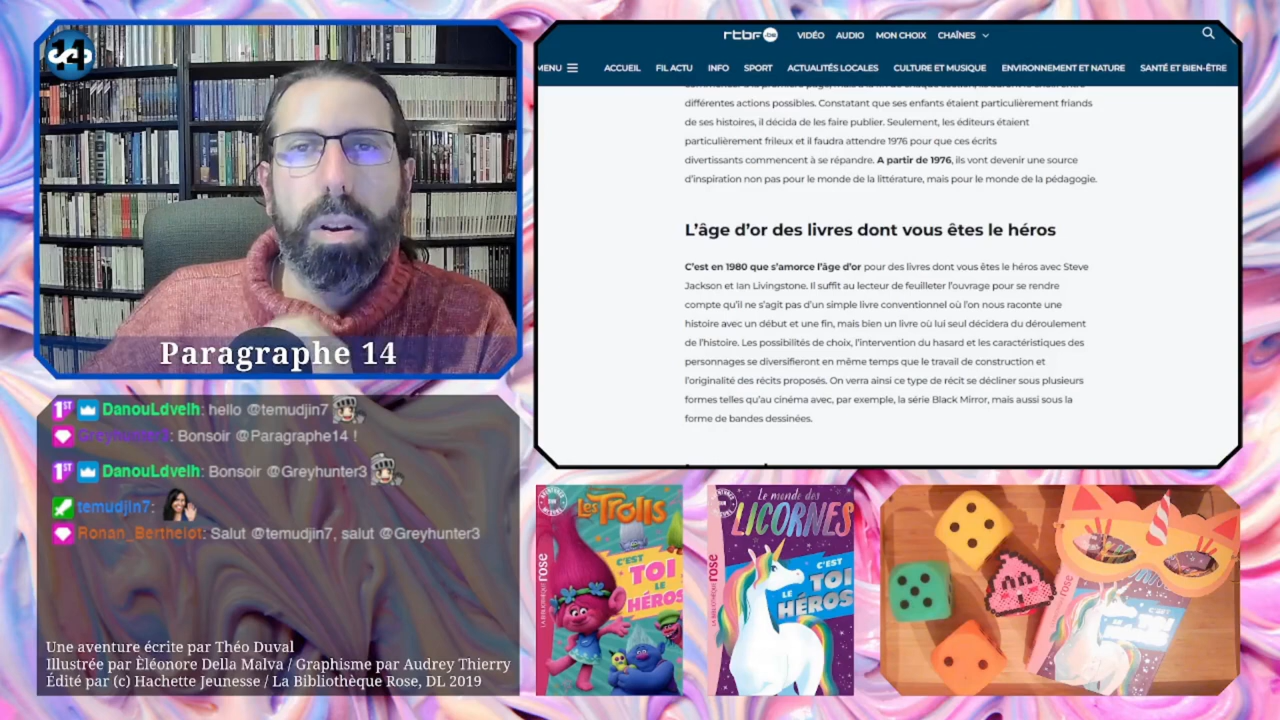 14
Paragraphe 14
1ST DanouLdvelh: hello @temudjin7
Greyhunter3: Bonsoir @Paragraphe14 !
1ST DanouLdvelh: Bonsoir @Greyhunter3
temudjin7:
Ronan_Berthelot: Salut @temudjin7, salut @Greyhunter3
Une aventure écrite par Théo Duval
Illustrée par Èléonore Della Malva / Graphisme par Audrey Thierry
Édité par (c) Hachette Jeunesse / La Bibliothèque Rose, DL 2019
rtbf.be VIDÉO AUDIO MON CHOIX CHAÎNES
MENU ACCUEIL FIL ACTU INFO SPORT ACTUALITÉS LOCALES CULTURE ET MUSIQUE ENVIRONNEMENT ET NATURE SANTÉ ET BIEN-ÊTRE
différentes actions possibles. Constatant que ses enfants étaient particulièrement friands
de ses histoires, il décida de les faire publier. Seulement, les éditeurs étaient
particulièrement frileux et il faudra attendre 1976 pour que ces écrits
divertissants commencent à se répandre. A partir de 1976, ils vont devenir une source
d'inspiration non pas pour le monde de la littérature, mais pour le monde de la pédagogie.
L'âge d'or des livres dont vous êtes le héros
C'est en 1980 que s'amorce l'âge d'or pour des livres dont vous êtes le héros avec Steve
Jackson et Ian Livingstone. Il suffit au lecteur de feuilleter l'ouvrage pour se rendre
compte qu'il ne s'agit pas d'un simple livre conventionnel où l'on nous raconte une
histoire avec un début et une fin, mais bien un livre où lui seul décidera du déroulement
de l'histoire. Les possibilités de choix, l'intervention du hasard et les caractéristiques des
personnages se diversifieront en même temps que le travail de construction et
l'originalité des récits proposés. On verra ainsi ce type de récit se décliner sous plusieurs
formes telles qu'au cinéma avec, par exemple, la série Black Mirror, mais aussi sous la
forme de bandes dessinées.
Les Trolls
C'EST
TOI
LE
HÉROS
LA BIBLIOTHÈQUE rose
Le monde des
LICORNES
C'EST
TOI
LE
HÉROS
LA BIBLIOTHÈQUE rose
rose